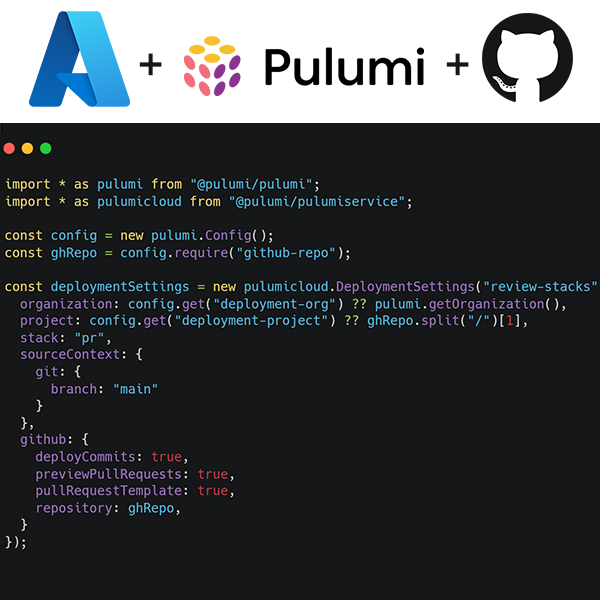 + Pulumi +
import * as pulumi from "@pulumi/pulumi";
import * as pulumicloud from "@pulumi/pulumiservice";
const config = new pulumi.Config();
const ghRepo = config.require("github-repo");
const deploymentSettings = new pulumicloud.DeploymentSettings("review-stacks"
organization: config.get("deployment-org") ?? pulumi.getOrganization(),
project: config.get("deployment-project") ?? ghRepo.split("/")[1],
stack: "pr",
sourceContext: {
git: {
branch: "main"
}
},
github: {
deployCommits: true,
previewPullRequests: true,
pullRequestTemplate: true,
repository: ghRepo,
}
});